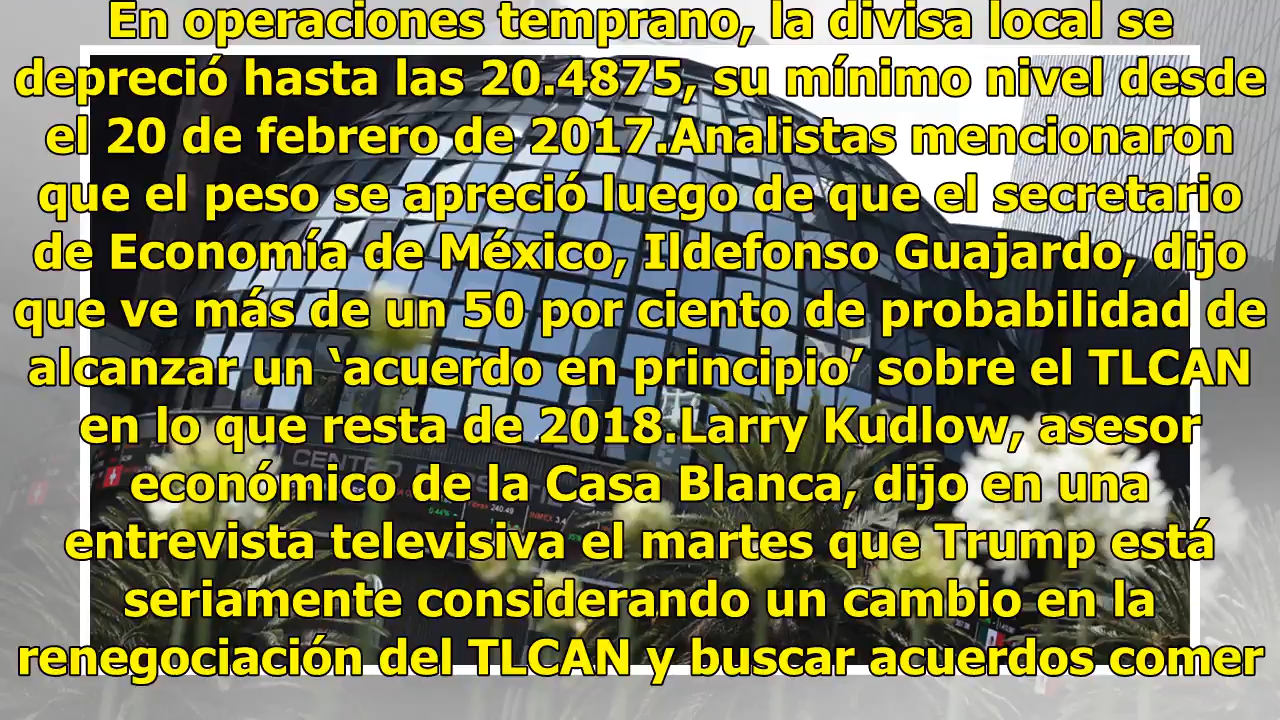 En operaciones temprano, la divisa local se
depreció hasta las 20.4875, su mínimo nivel desde
el 20 de febrero de 2017.Analistas mencionaron
que el peso se apreció luego de que el secretario
de Economía de México, Ildefonso Guajardo, dijo
que ve más de un 50 por ciento de probabilidad de
alcanzar un ‘acuerdo en principio’ sobre el TLCAN
en lo que resta de 2018.Larry Kudlow, asesor
económico de la Casa Blanca, dijo en una
entrevista televisiva el martes que Trump está
seriamente considerando un cambio en la
renegociación del TLCAN y buscar acuerdos comer
CENTRO
240.49
0.44%